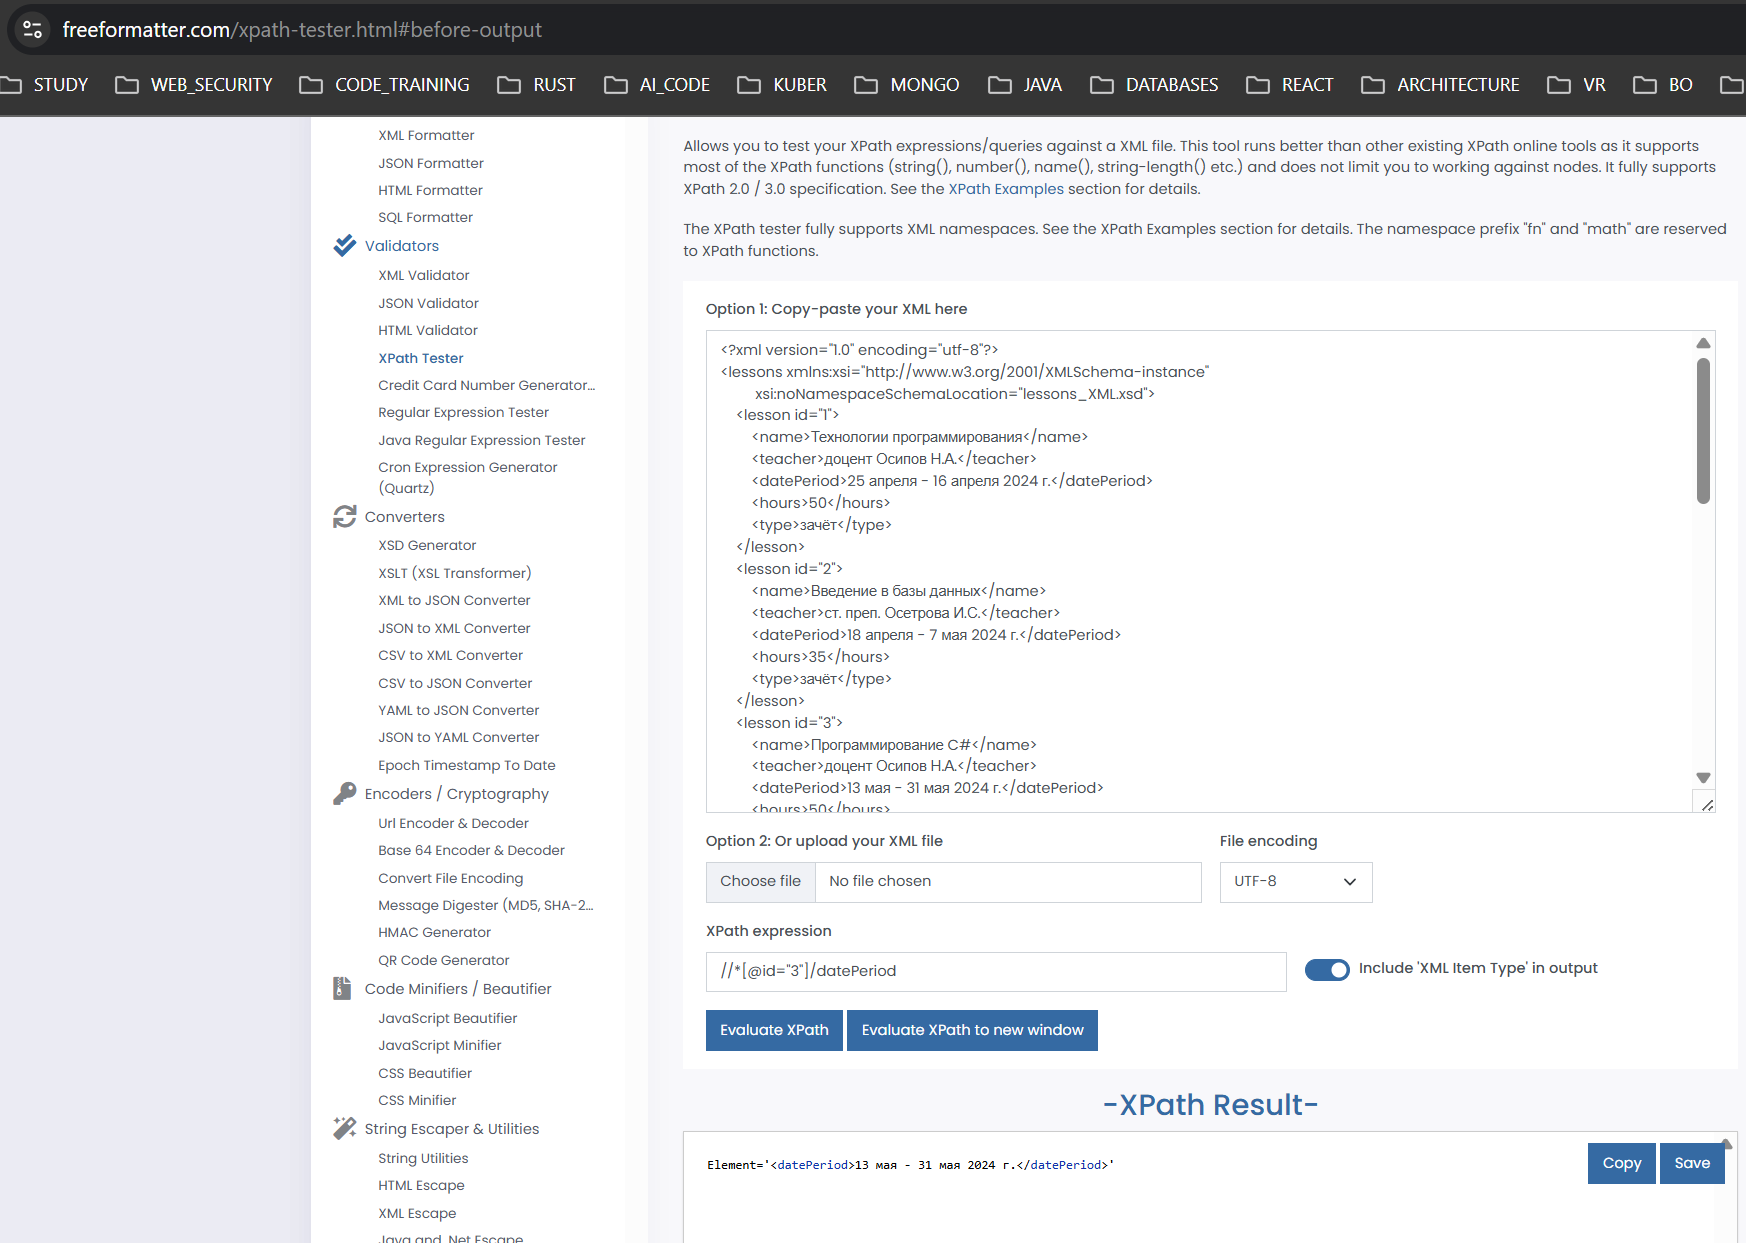 freeformatter.com/xpath-tester.html#before-output
STUDY WEB_SECURITY CODE_TRAINING RUST AI_CODE KUBER MONGO JAVA DATABASES REACT ARCHITECTURE VR BO
XML Formatter
JSON Formatter
HTML Formatter
SQL Formatter
Validators
XML Validator
JSON Validator
HTML Validator
XPath Tester
Credit Card Number Generator...
Regular Expression Tester
Java Regular Expression Tester
Cron Expression Generator
(Quartz)
Converters
XSD Generator
XSLT (XSL Transformer)
XML to JSON Converter
JSON to XML Converter
CSV to XML Converter
CSV to JSON Converter
YAML to JSON Converter
JSON to YAML Converter
Epoch Timestamp To Date
Encoders / Cryptography
Url Encoder & Decoder
Base 64 Encoder & Decoder
Convert File Encoding
Message Digester (MD5, SHA-2...
HMAC Generator
QR Code Generator
Code Minifiers / Beautifier
JavaScript Beautifier
JavaScript Minifier
CSS Beautifier
CSS Minifier
String Escaper & Utilities
String Utilities
HTML Escape
XML Escape
Java and .Net Escape
Allows you to test your XPath expressions/queries against a XML file. This tool runs better than other existing XPath online tools as it supports
most of the XPath functions (string(), number(), name(), string-length() etc.) and does not limit you to working against nodes. It fully supports
XPath 2.0 / 3.0 specification. See the XPath Examples section for details.
The XPath tester fully supports XML namespaces. See the XPath Examples section for details. The namespace prefix "fn" and "math" are reserved
to XPath functions.
Option 1: Copy-paste your XML here
<?xml version="1.0" encoding="utf-8"?>
<lessons xmlns:xsi="http://www.w3.org/2001/XMLSchema-instance"
xsi:noNamespaceSchemaLocation="lessons_XML.xsd">
<lesson id="1">
<name>Технологии программирования</name>
<teacher>доцент Осипов Н.А.</teacher>
<datePeriod>25 апреля - 16 апреля 2024 г.</datePeriod>
<hours>50</hours>
<type>зачёт</type>
</lesson>
<lesson id="2">
<name>Введение в базы данных</name>
<teacher>ст. преп. Осетрова И.С.</teacher>
<datePeriod>18 апреля - 7 мая 2024 г.</datePeriod>
<hours>35</hours>
<type>зачёт</type>
</lesson>
<lesson id="3">
<name>Программирование C#</name>
<teacher>доцент Осипов Н.А.</teacher>
<datePeriod>13 мая - 31 мая 2024 г.</datePeriod>
<hours>50</hours>
Option 2: Or upload your XML file
File encoding
Choose file No file chosen
UTF-8
XPath expression
//*[@id="3"]/datePeriod
Include 'XML Item Type' in output
Evaluate XPath Evaluate XPath to new window
-XPath Result-
Copy Save
Element='<datePeriod>13 мая - 31 мая 2024 г.</datePeriod>'